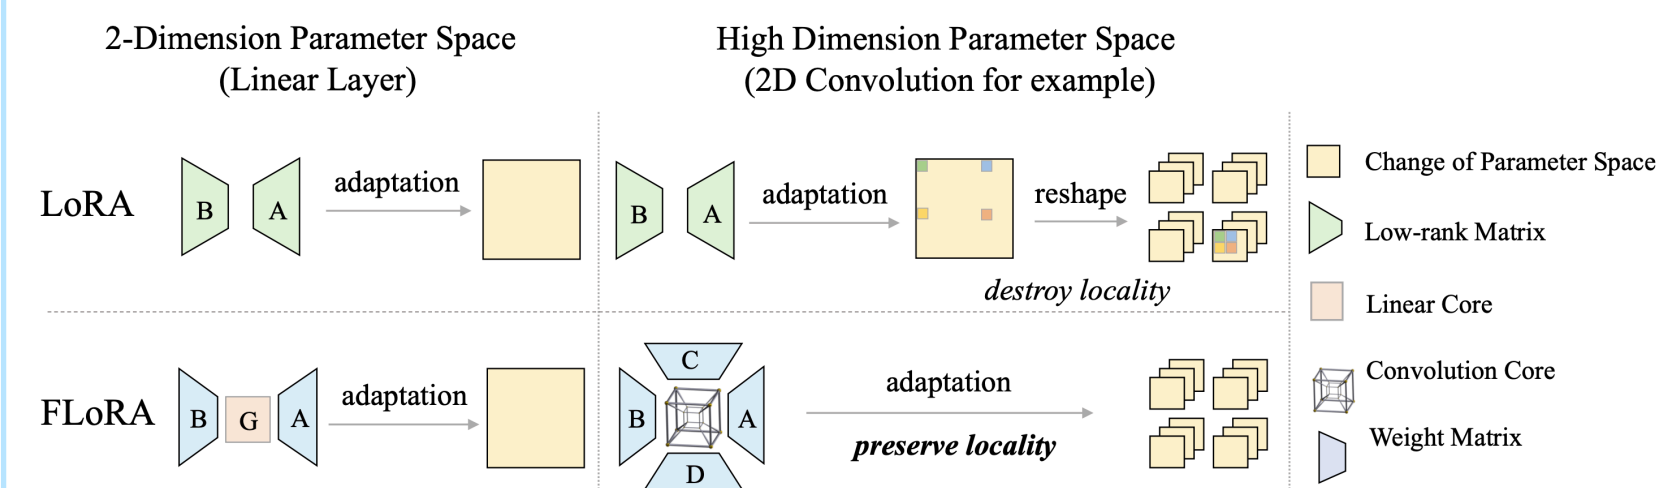 2-Dimension Parameter Space
(Linear Layer)
High Dimension Parameter Space
(2D Convolution for example)
LoRA
B
A
adaptation
B
A
adaptation
reshape
destroy locality
FLoRA
B
G
A
adaptation
C
B
A
D
adaptation
preserve locality
Change of Parameter Space
Low-rank Matrix
Linear Core
Convolution Core
Weight Matrix